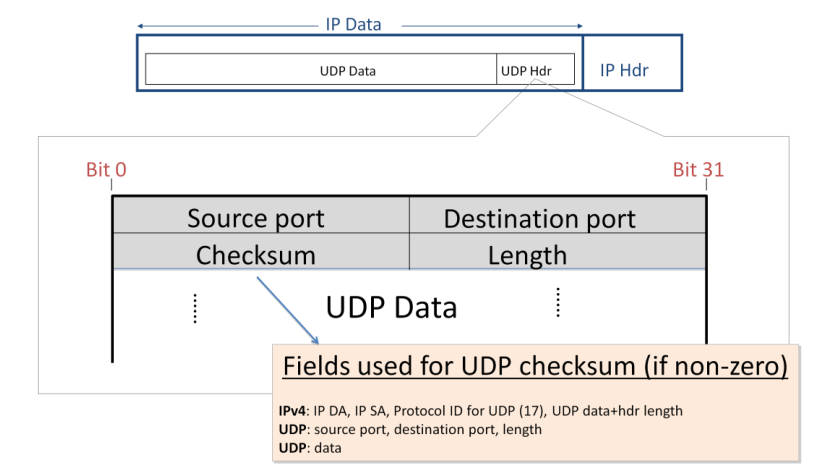 IP Data
UDP Data UDP Hdr IP Hdr
Bit 0 Bit 31
Source port Destination port
Checksum Length
UDP Data
Fields used for UDP checksum (if non-zero)
IPv4: IP DA, IP SA, Protocol ID for UDP (17), UDP data+hdr length
UDP: source port, destination port, length
UDP: data